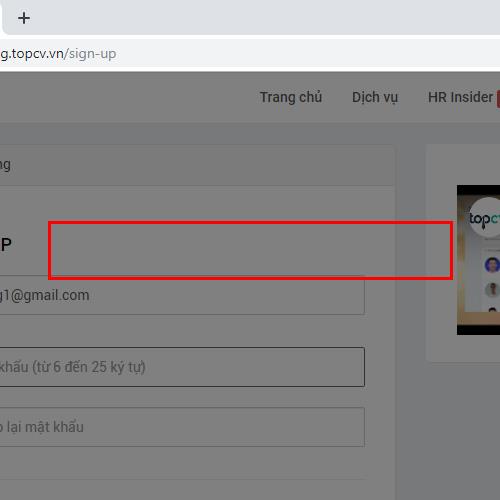 g.topcv.vn/sign-up
Trang chủ Dịch vụ HR Insider
ng
topcv
P
g1@gmail.com
khẩu (từ 6 đến 25 ký tự)
lại mật khẩu